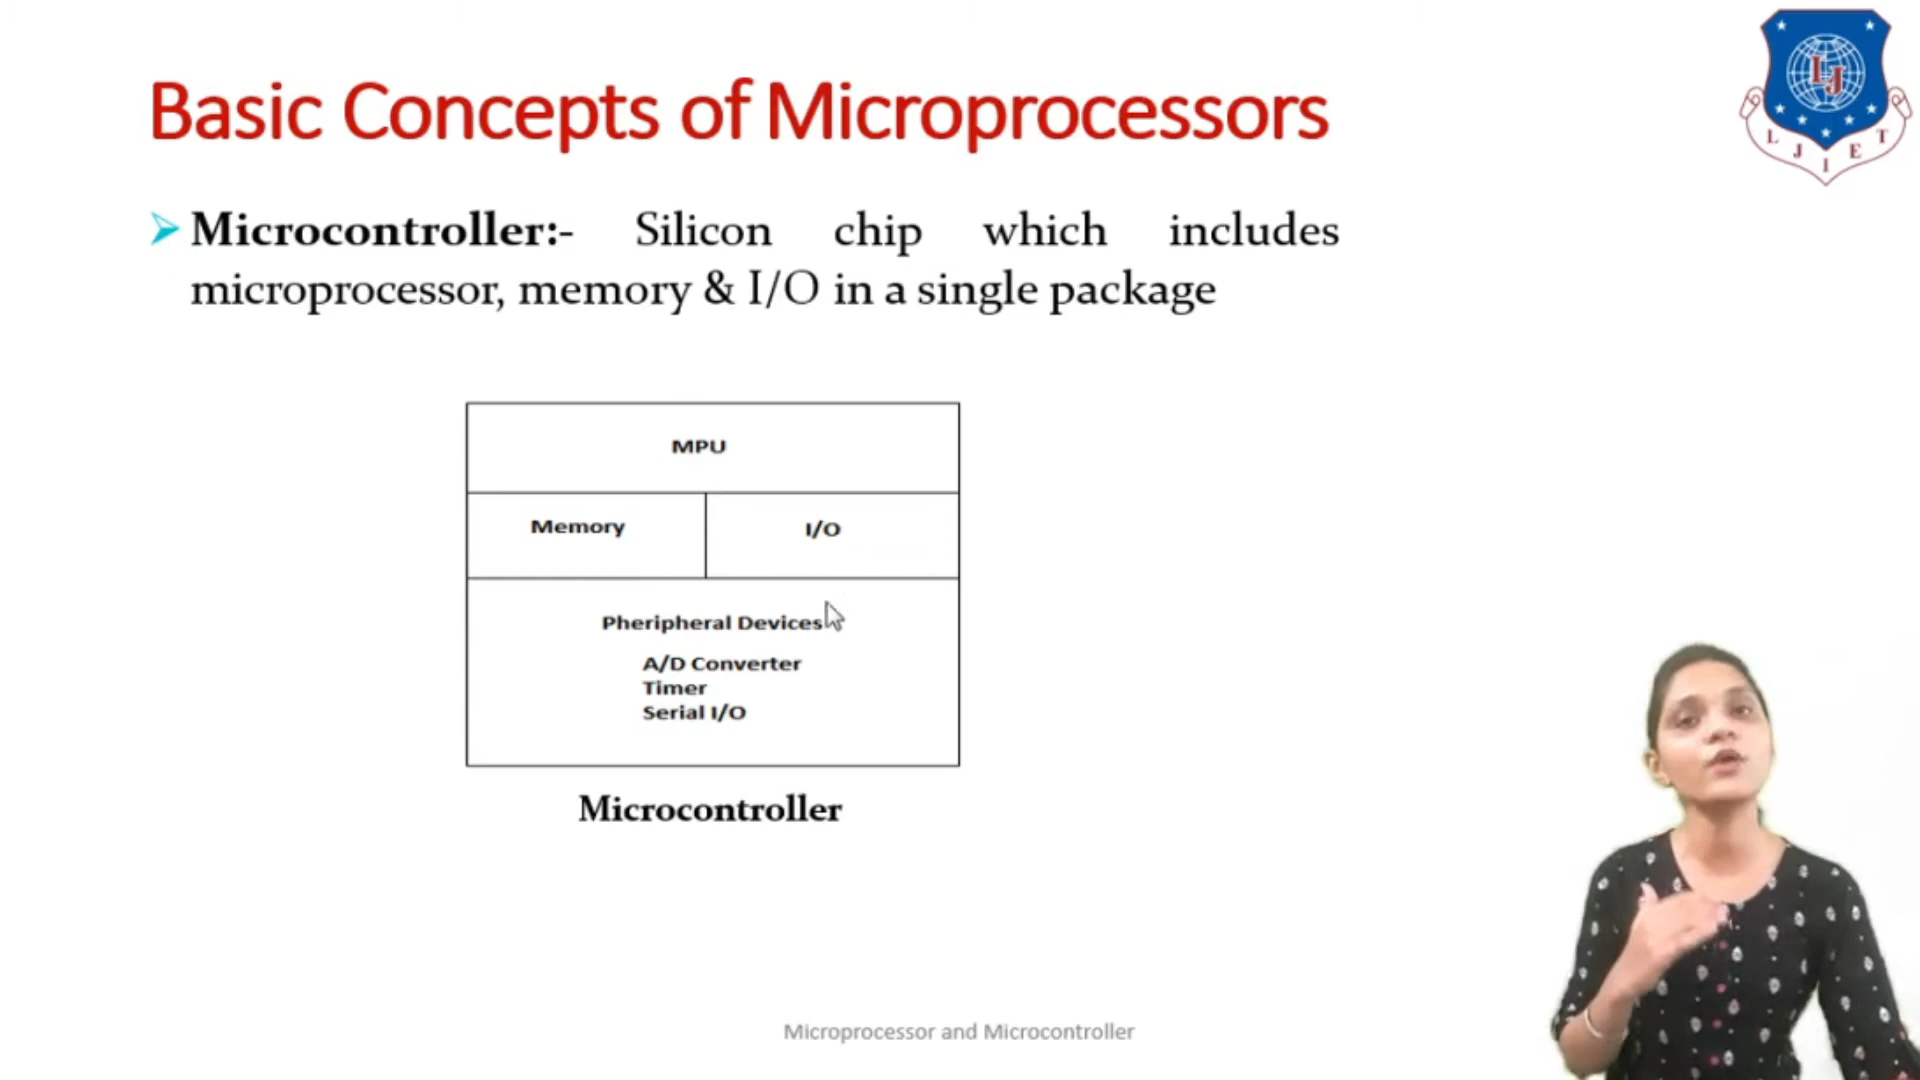 Basic Concepts of Microprocessors
LJ
L J I E T
Microcontroller:- Silicon chip which includes
microprocessor, memory & I/O in a single package
MPU
Memory I/O
Pheripheral Devices
A/D Converter
Timer
Serial I/O
Microcontroller
Microprocessor and Microcontroller